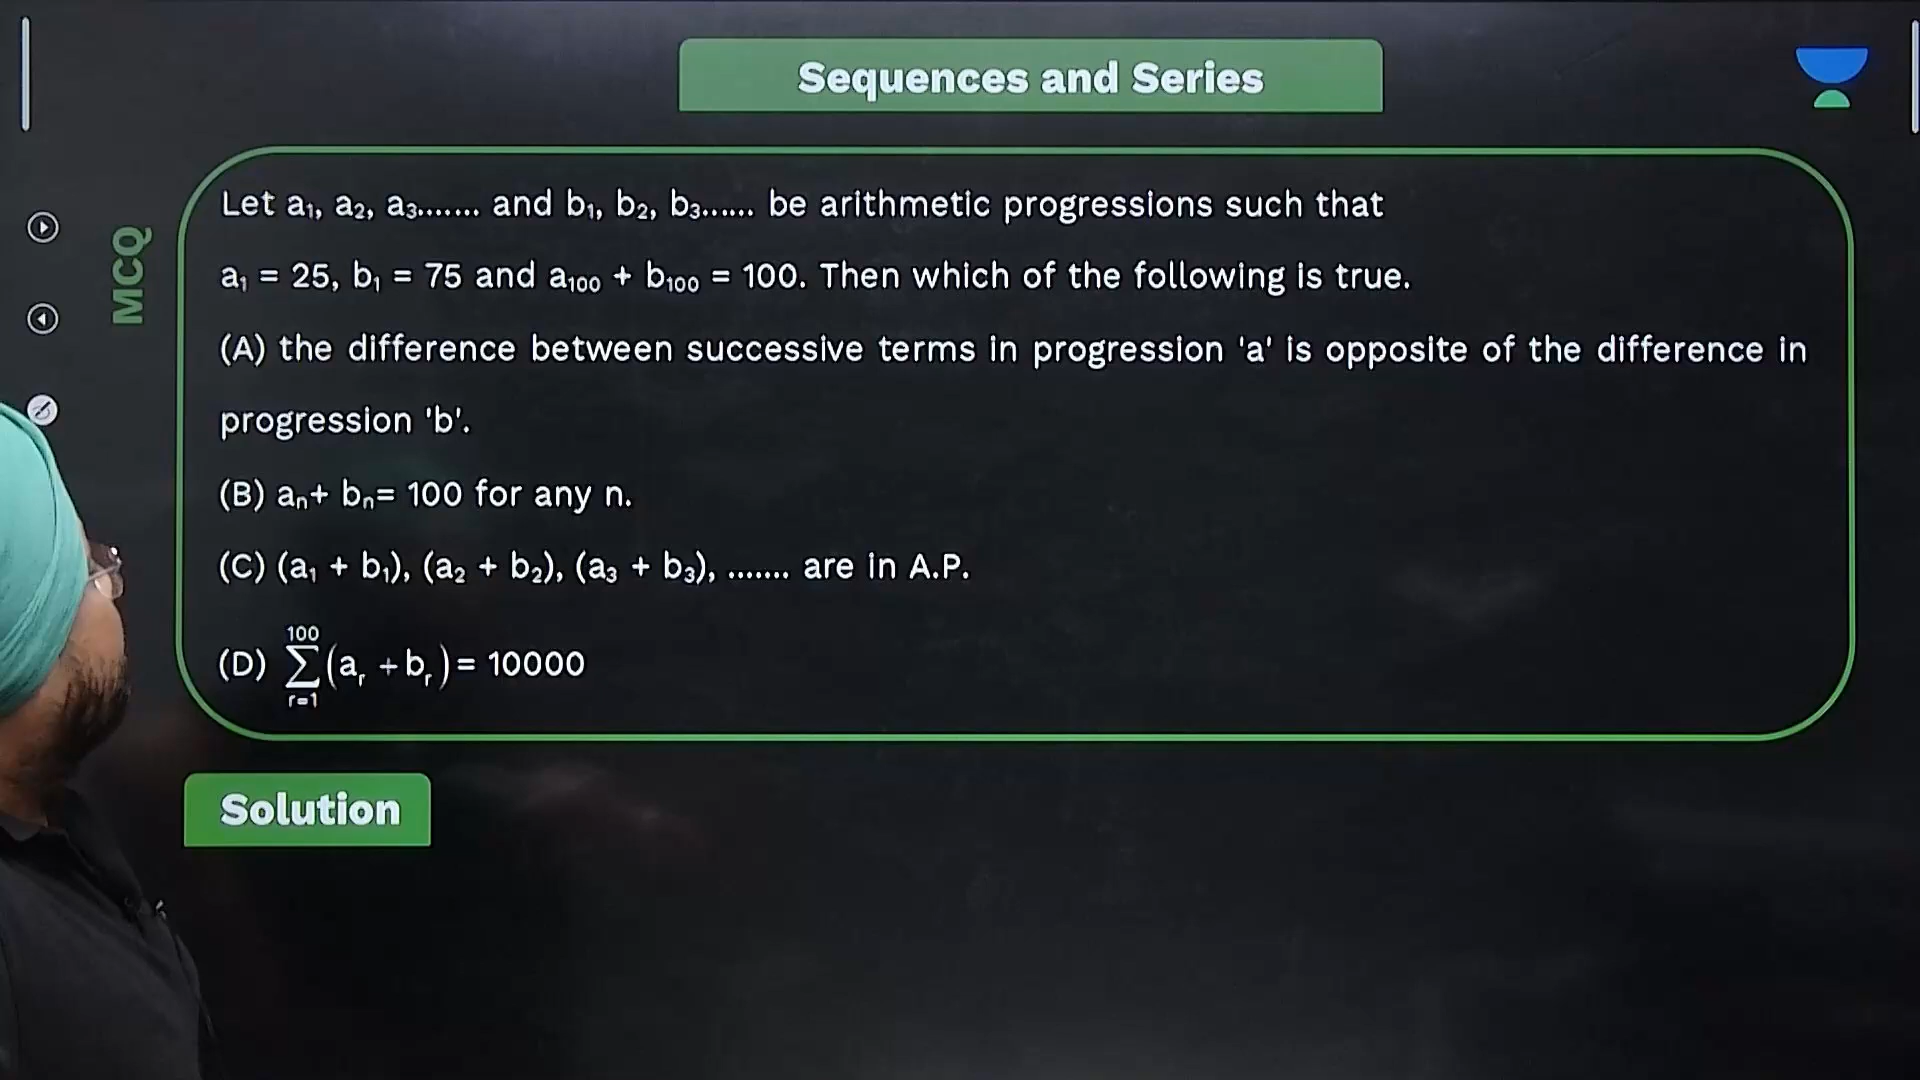 Sequences and Series
MCQ
Let a₁, a₂, a₃....... and b₁, b₂, b₃...... be arithmetic progressions such that
a₁ = 25, b₁ = 75 and a₁₀₀ + b₁₀₀ = 100. Then which of the following is true.
(A) the difference between successive terms in progression 'a' is opposite of the difference in
progression 'b'.
(B) aₙ+ bₙ= 100 for any n.
(C) (a₁ + b₁), (a₂ + b₂), (a₃ + b₃), ....... are in A.P.
(D) ∑_{r=1}^{100} (aᵣ + bᵣ) = 10000
Solution